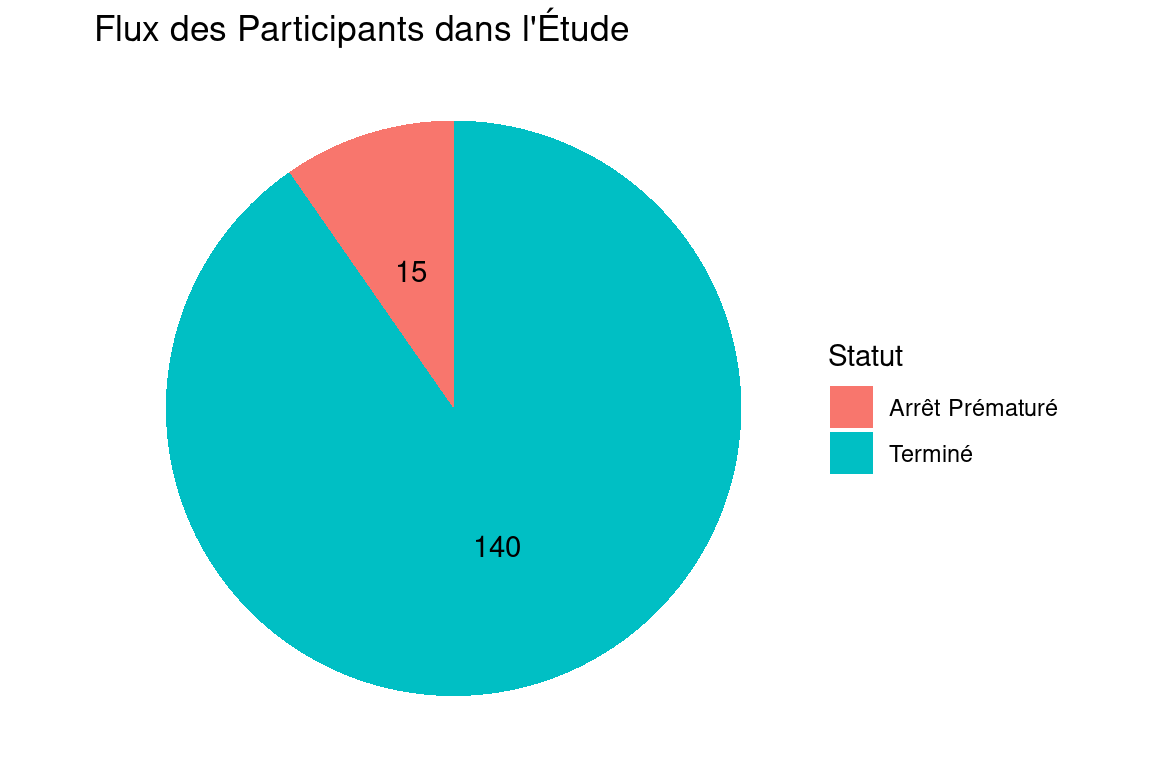 Flux des Participants dans l'Étude
15
140
Statut
Arrêt Prématuré
Terminé